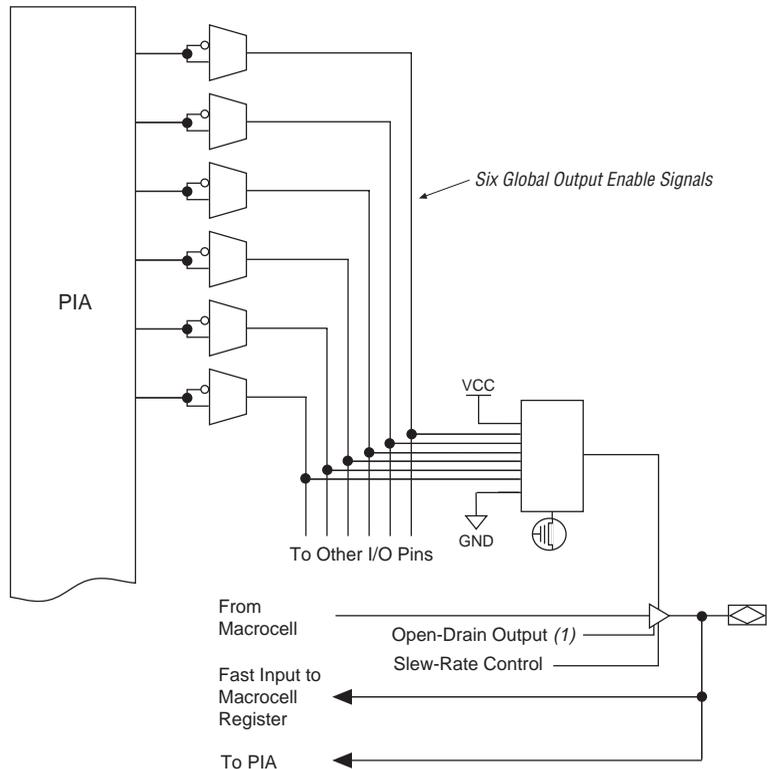 Six Global Output Enable Signals
PIA
VCC
GND
To Other I/O Pins
From
Macrocell
Open-Drain Output (1)
Slew-Rate Control
Fast Input to
Macrocell
Register
To PIA